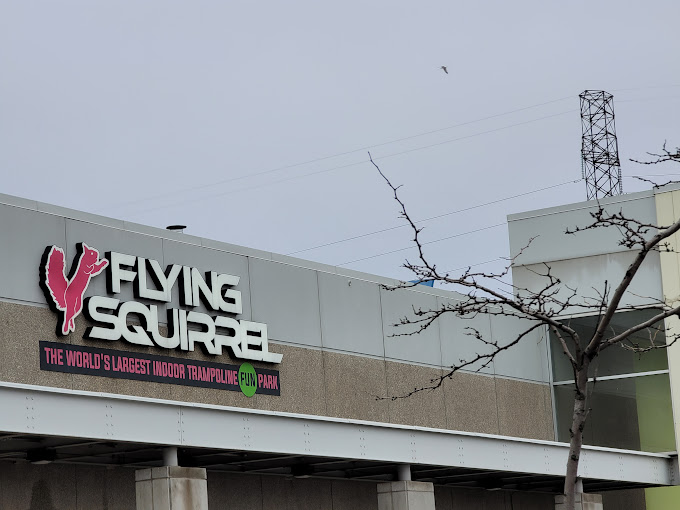 FLYING
SQUIRREL
THE WORLD'S LARGEST INDOOR TRAMPOLINE FUN PARK